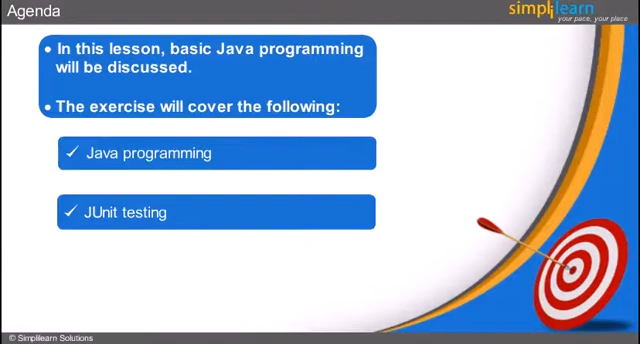 Agenda
simplilearn
your pace, your place
• In this lesson, basic Java programming
will be discussed.
• The exercise will cover the following:
✓ Java programming
✓ JUnit testing
© Simplilearn Solutions